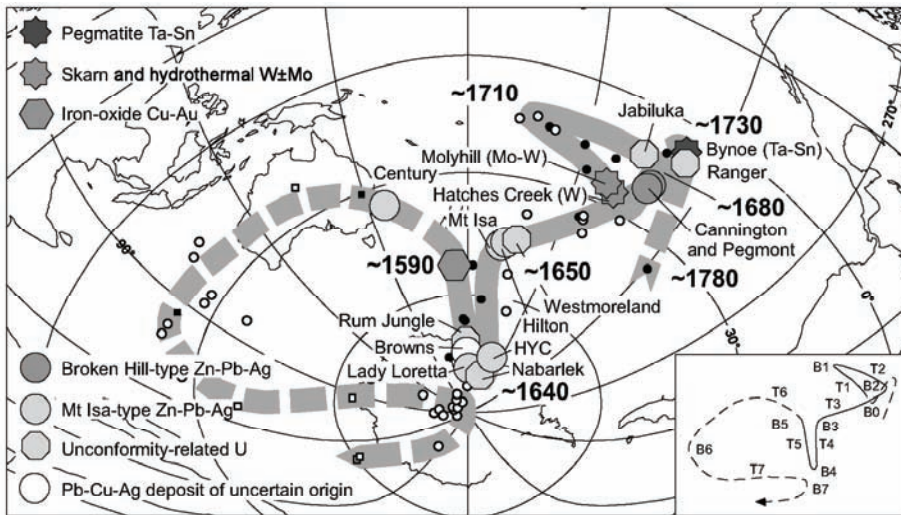 Pegmatite Ta-Sn
Skarn and hydrothermal W±Mo
Iron-oxide Cu-Au
~1710
Jabiluka
~1730
Bynoe (Ta-Sn)
Ranger
Molyhill (Mo-W)
Hatches Creek (W)
Century
Mt Isa
~1680
Cannington
and Pegmont
~1590
~1650
~1780
Westmoreland
Hilton
Rum Jungle
Browns
HYC
Lady Loretta
Nabarlek
~1640
90°
270°
0°
30°
Broken Hill-type Zn-Pb-Ag
Mt Isa-type Zn-Pb-Ag
Unconformity-related U
Pb-Cu-Ag deposit of uncertain origin
B1
T2
T1
B2
T6
T3
B0
B5
B3
B6
T5
T4
T7
B4
B7